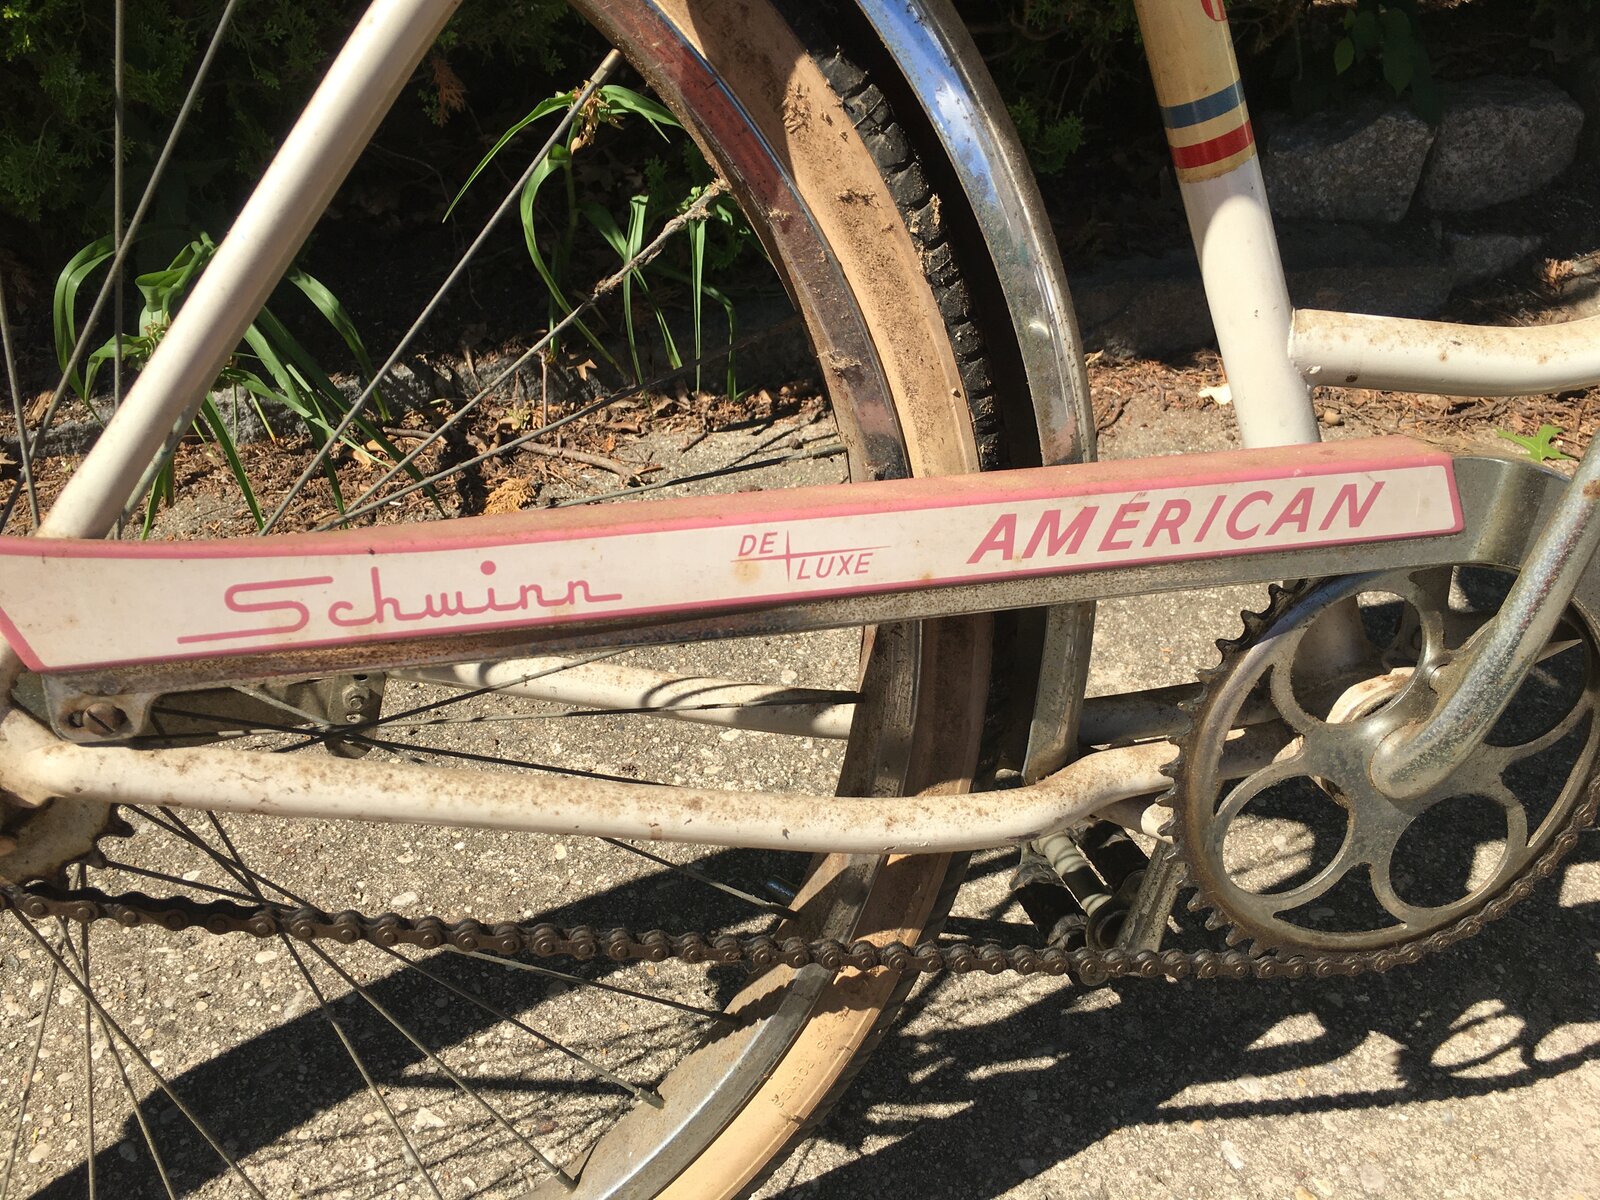 Schwinn DE LUXE AMERICAN